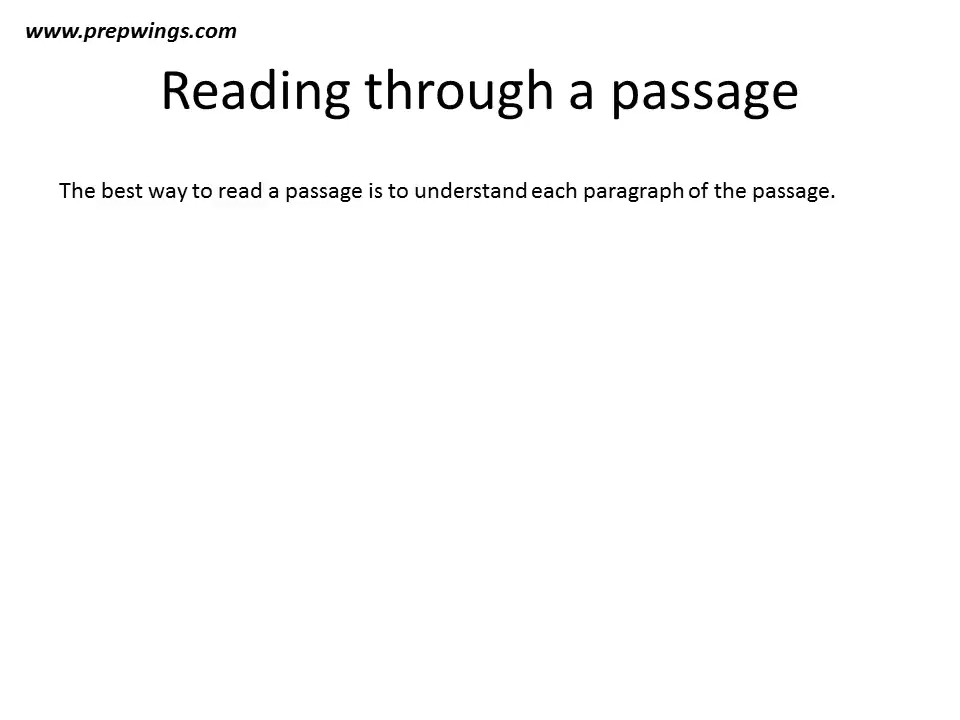 www.prepwings.com
Reading through a passage
The best way to read a passage is to understand each paragraph of the passage.